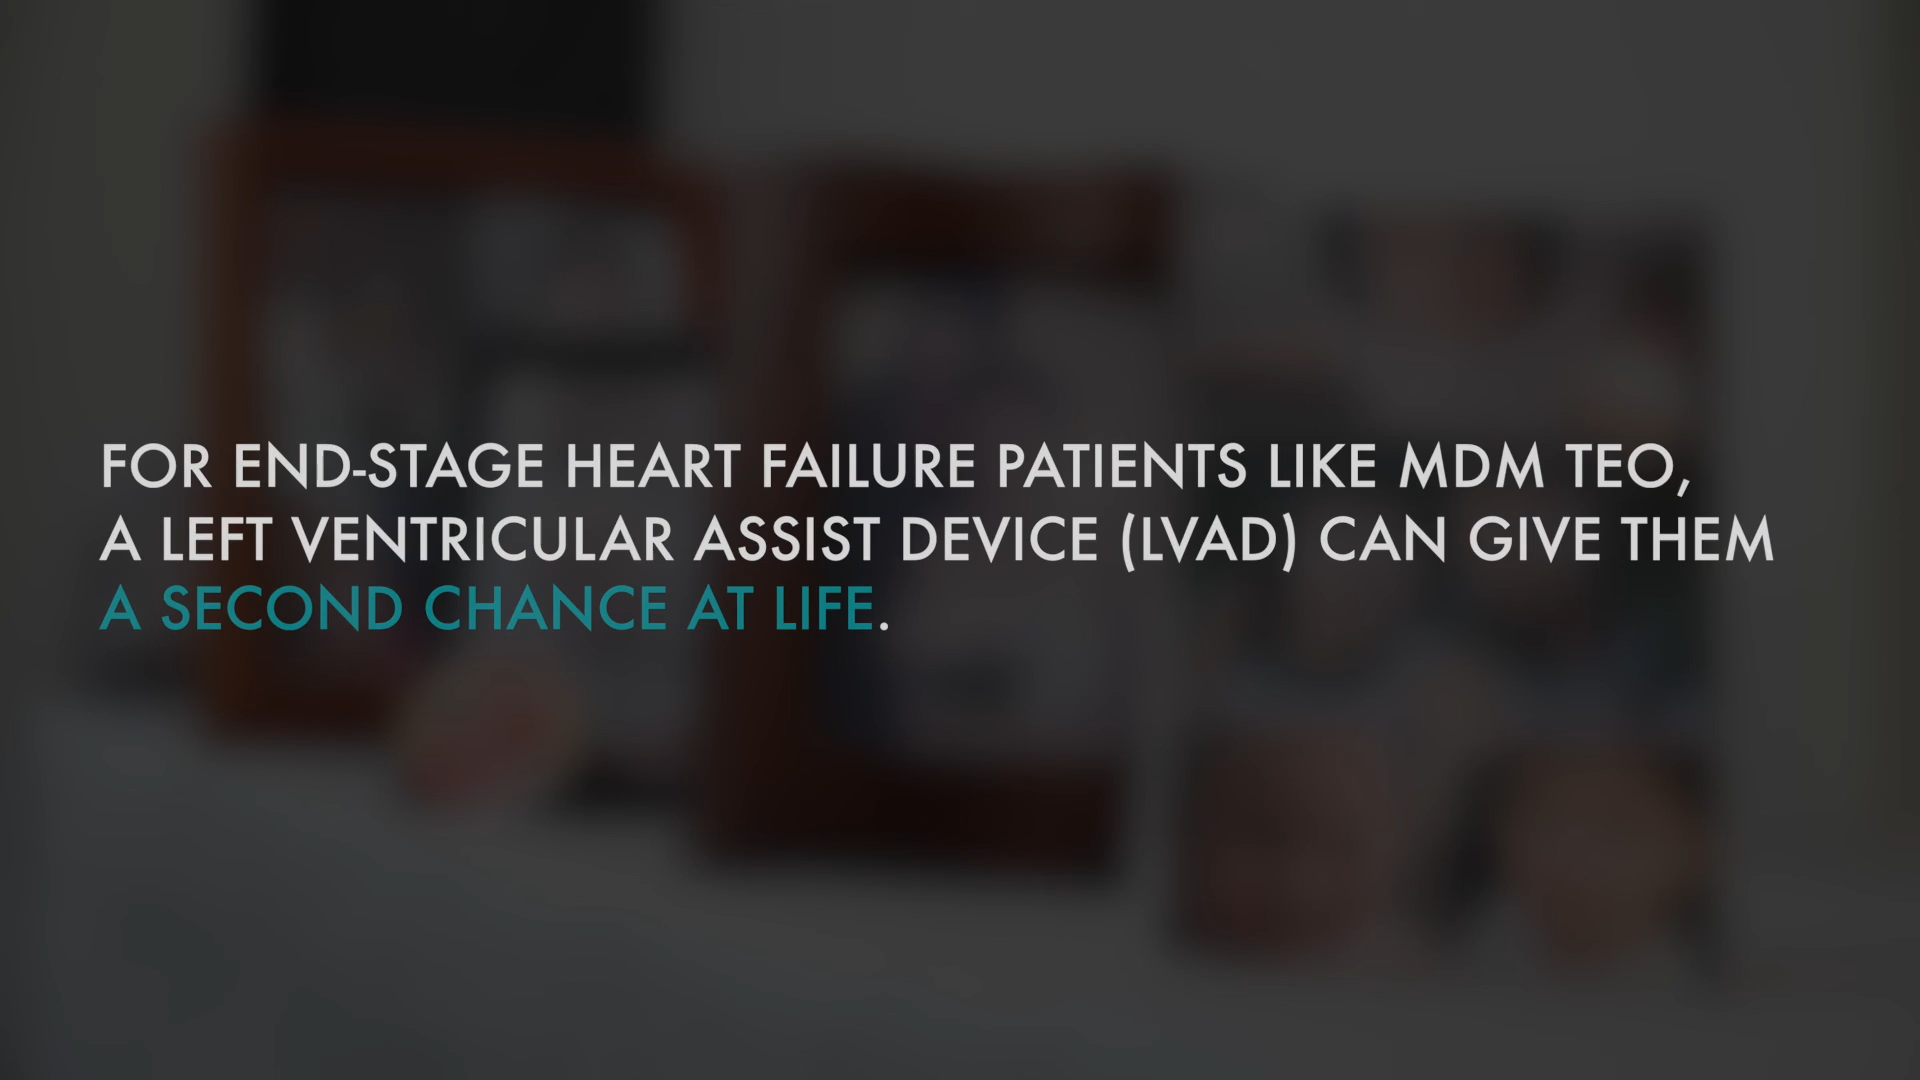 FOR END-STAGE HEART FAILURE PATIENTS LIKE MDM TEO,
A LEFT VENTRICULAR ASSIST DEVICE (LVAD) CAN GIVE THEM
A SECOND CHANCE AT LIFE.